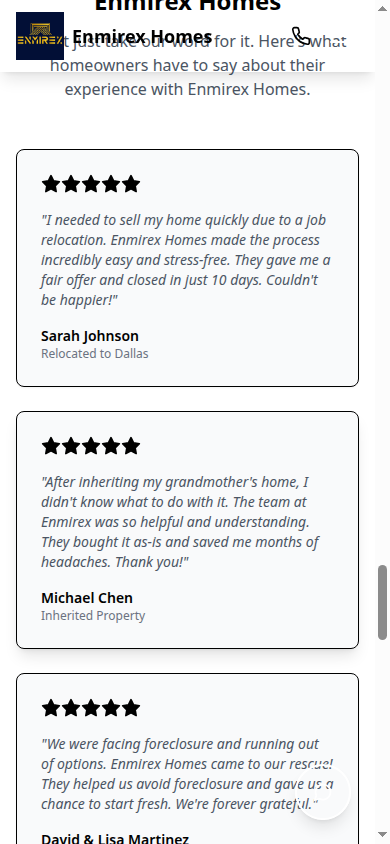 Enmirex Homes
ENMIREX
Enmirex Homes
t just take our word for it. Here's what
homeowners have to say about their
experience with Enmirex Homes.
"I needed to sell my home quickly due to a job
relocation. Enmirex Homes made the process
incredibly easy and stress-free. They gave me a
fair offer and closed in just 10 days. Couldn't
be happier!"
Sarah Johnson
Relocated to Dallas
"After inheriting my grandmother's home, I
didn't know what to do with it. The team at
Enmirex was so helpful and understanding.
They bought it as-is and saved me months of
headaches. Thank you!"
Michael Chen
Inherited Property
"We were facing foreclosure and running out
of options. Enmirex Homes came to our rescue!
They helped us avoid foreclosure and gave us a
chance to start fresh. We're forever grateful."
David & Lisa Martinez